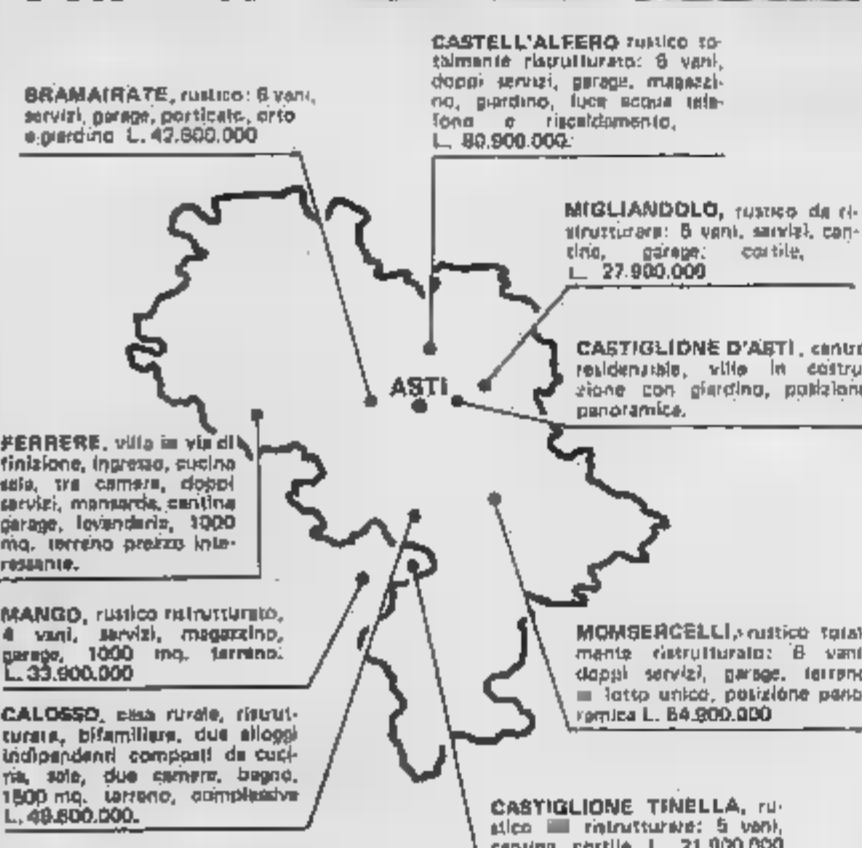 CASTELL'ALFERO rustico to-
talmente ristrutturato: 6 vani,
doppi servizi, garage, magazzi-
no, giardino, luce acqua tele-
fono e riscaldamento,
L. 80.900.000.
BRAMAIRATE, rustico: 6 vani,
servizi, garage, porticato, orto
e giardino L. 42.800.000
MIGLIANDOLO, rustico da ri-
strutturare: 5 vani, servizi, can-
tina, garage, cortile,
L. 27.900.000
CASTIGLIONE D'ASTI, centro
residenziale, ville in costru-
zione con giardino, posizione
panoramica.
ASTI
FERRERE, villa in via di
finizione, ingresso, cucina
sala, tre camere, doppi
servizi, mansarda, cantina
garage, lavanderia, 1000
mq. terreno prezzo inte-
ressante.
MANGO, rustico ristrutturato,
4 vani, servizi, magazzino,
garage, 1000 mq. terreno.
L. 33.900.000
MOMBERCELLI, rustico total
mente ristrutturato: 6 vani
doppi servizi, garage, terreno
in lotto unico, posizione pano
ramica L. 64.900.000
CALOSSO, casa rurale, ristrut-
turata, bifamiliare, due alloggi
indipendenti composti da cuci-
na, sala, due camere, bagno,
1500 mq. terreno, complessive
L. 49.800.000.
CASTIGLIONE TINELLA, ru-
stico ristrutturare: 5 vani,
cantina cortile L. 21.900.000